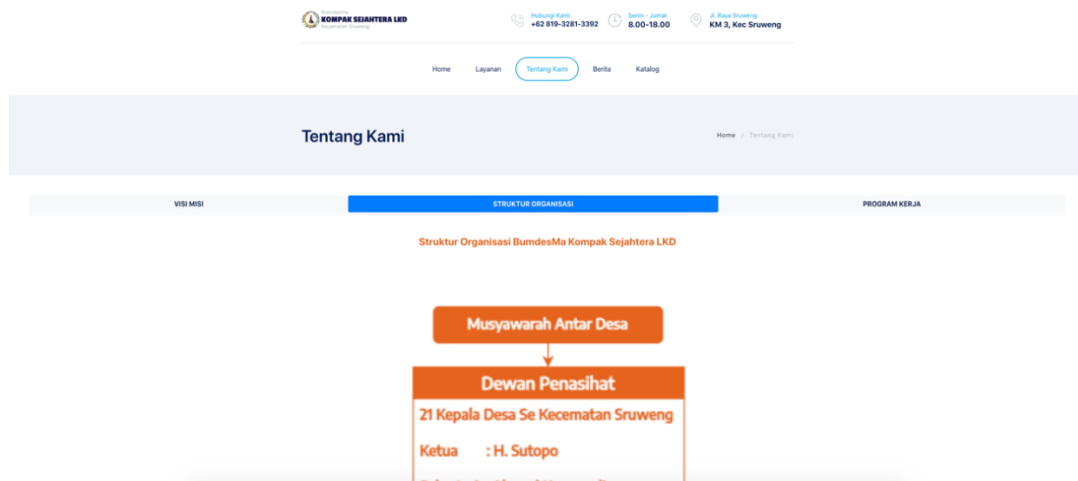 Bumdesma
KOMPAK SEJAHTERA LKD
Kecamatan Sruweng
Hubungi Kami
+62 819-3281-3392
Senin - Jumat
8.00-18.00
Jl. Raya Sruweng
KM 3, Kec Sruweng
Home
Layanan
Tentang Kami
Berita
Katalog
Tentang Kami
Home / Tentang Kami
VISI MISI
STRUKTUR ORGANISASI
PROGRAM KERJA
Struktur Organisasi BumdesMa Kompak Sejahtera LKD
Musyawarah Antar Desa
Dewan Penasihat
21 Kepala Desa Se Kecematan Sruweng
Ketua : H. Sutopo